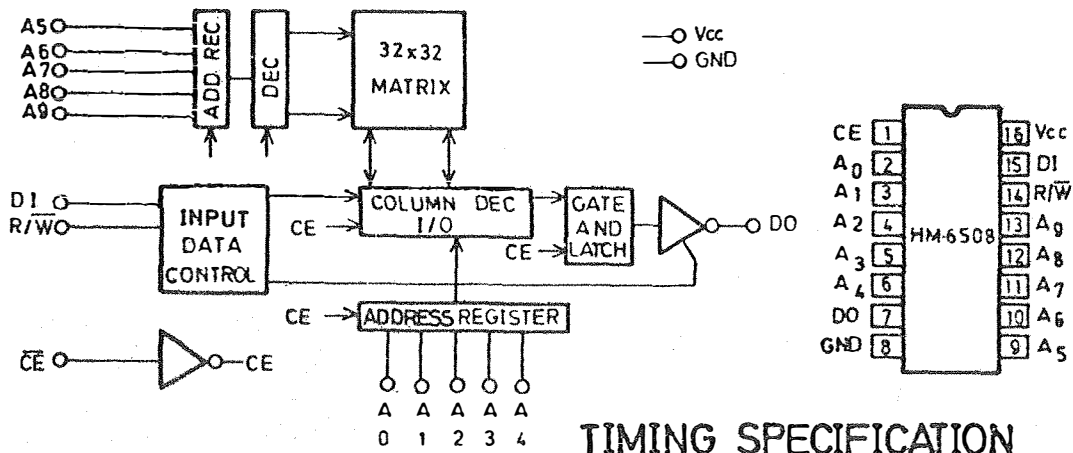 A5
A6
A7
A8
A9
ADD. REC.
DEC
32x32
MATRIX
Vcc
GND
DI
R/W̅
INPUT
DATA
CONTROL
CE
COLUMN DEC
I/O
CE
GATE
AND
LATCH
DO
CE
ADDRESS REGISTER
C̅E̅
CE
A A A A A
0 1 2 3 4
CE 1
A0 2
A1 3
A2 4
A3 5
A4 6
DO 7
GND 8
HM-6508
16 Vcc
15 DI
14 R/W̅
13 A9
12 A8
11 A7
10 A6
9 A5
TIMING SPECIFICATION